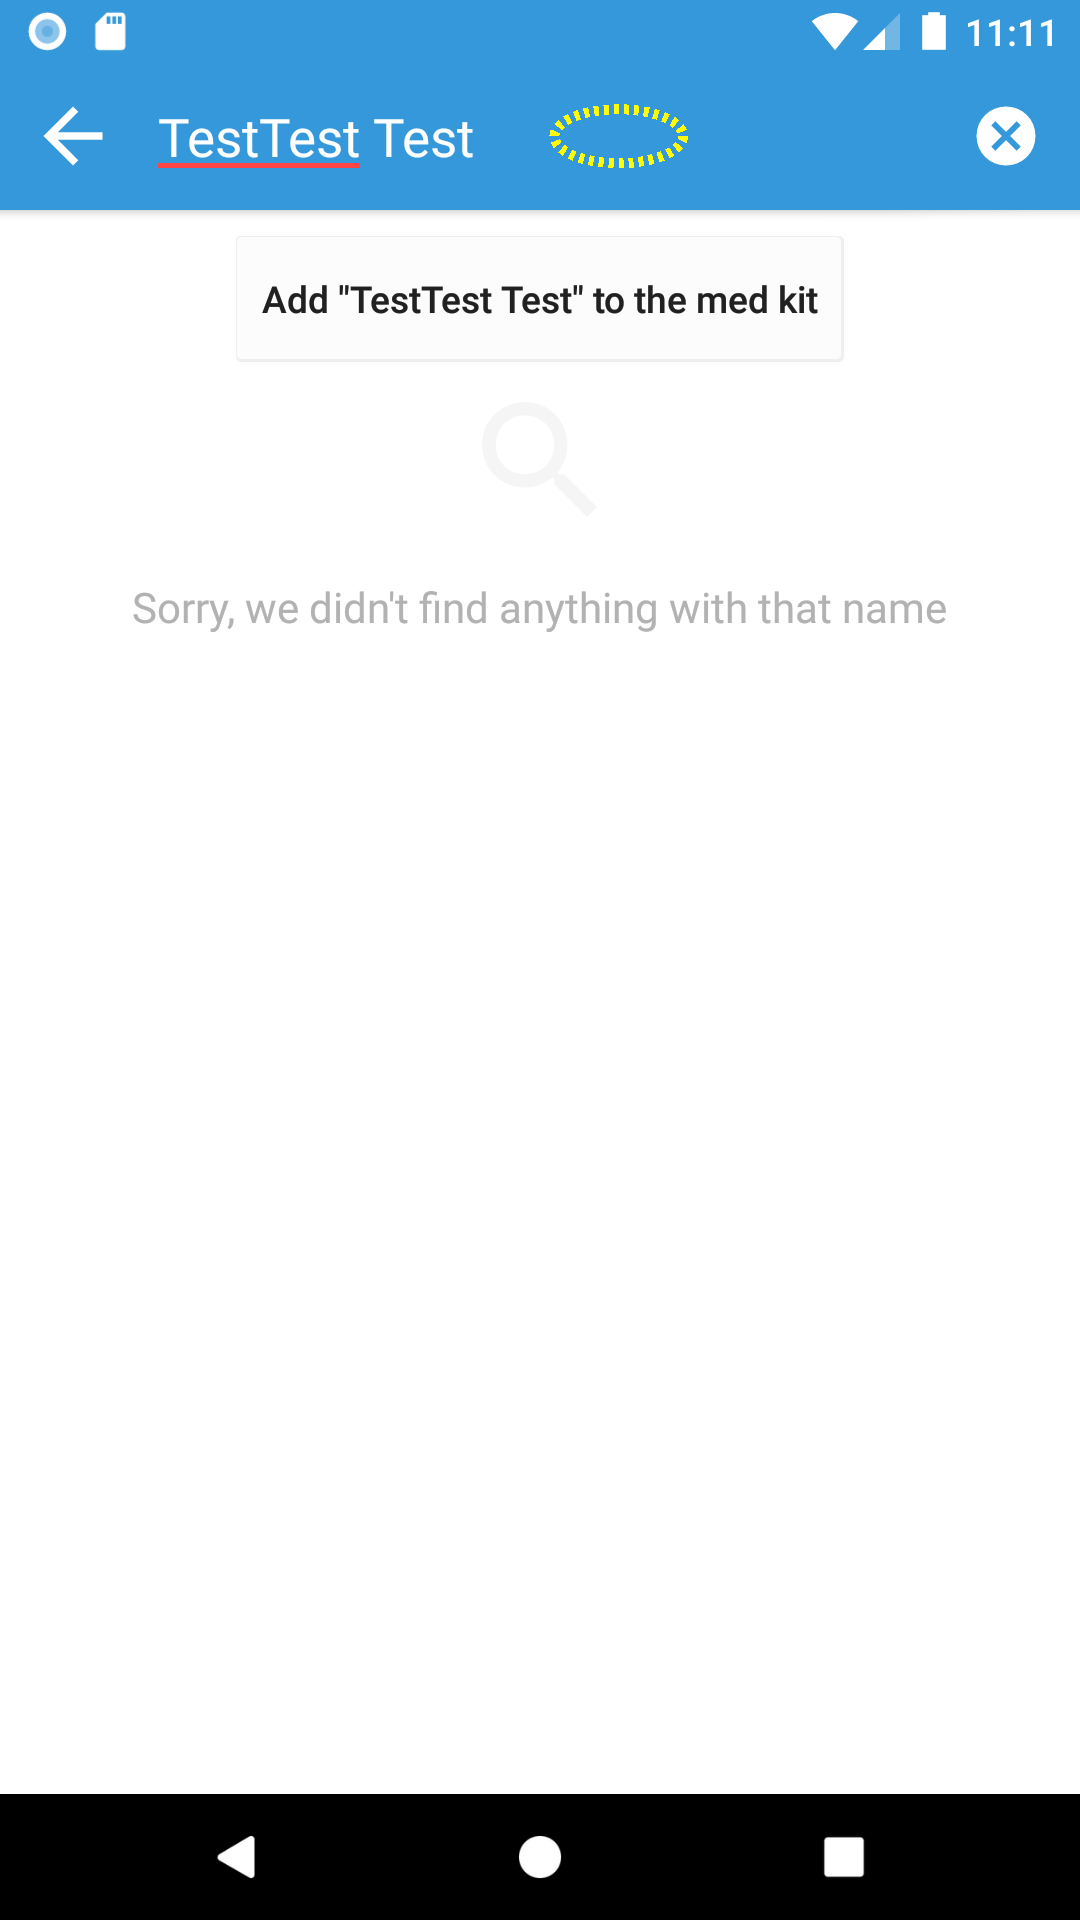 11:11
TestTest Test
Add "TestTest Test" to the med kit
Sorry, we didn't find anything with that name